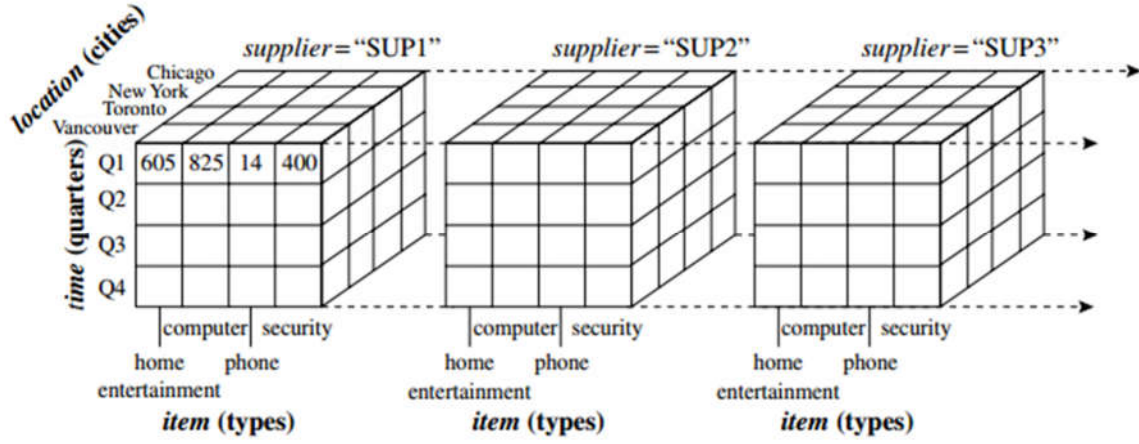 location (cities)
supplier = “SUP1”
supplier = “SUP2”
supplier = “SUP3”
Chicago
New York
Toronto
Vancouver
time (quarters)
Q1 605 825 14 400
Q2
Q3
Q4
computer security
home phone
entertainment
item (types)
computer security
home phone
entertainment
item (types)
computer security
home phone
entertainment
item (types)